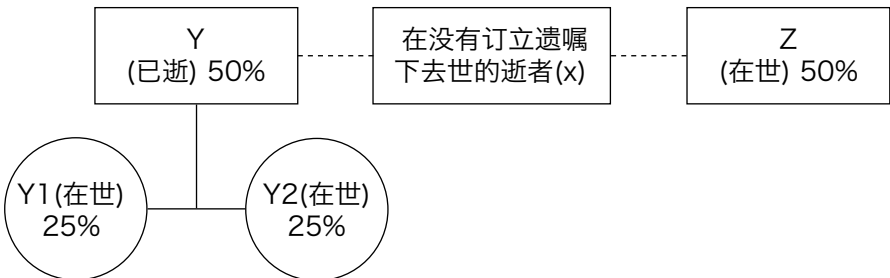 Y
(已逝) 50%
在没有订立遗嘱
下去世的逝者(x)
Z
(在世) 50%
Y1(在世)
25%
Y2(在世)
25%